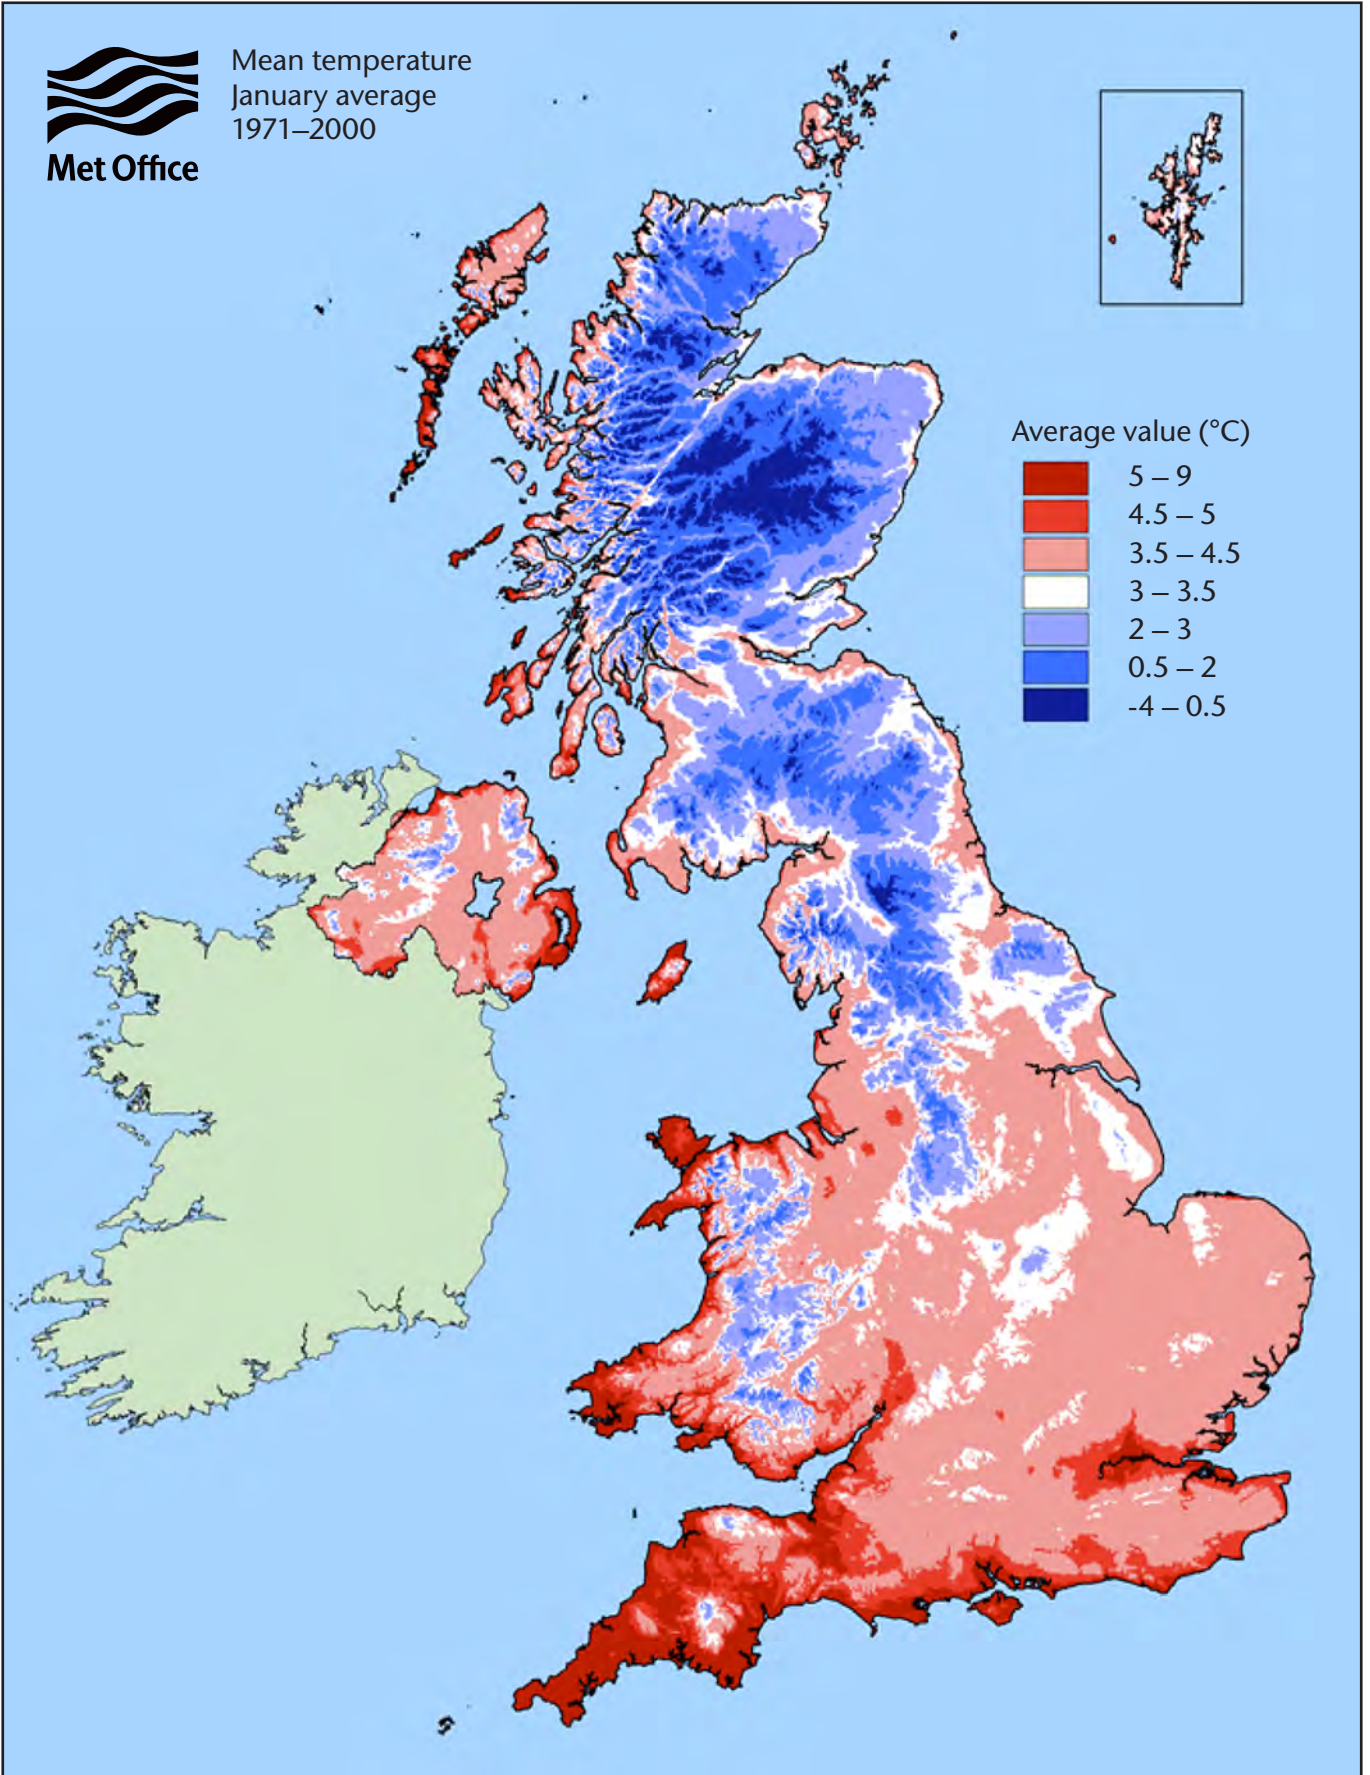 Mean temperature
January average
1971–2000
Met Office
Average value (°C)
5 – 9
4.5 – 5
3.5 – 4.5
3 – 3.5
2 – 3
0.5 – 2
-4 – 0.5